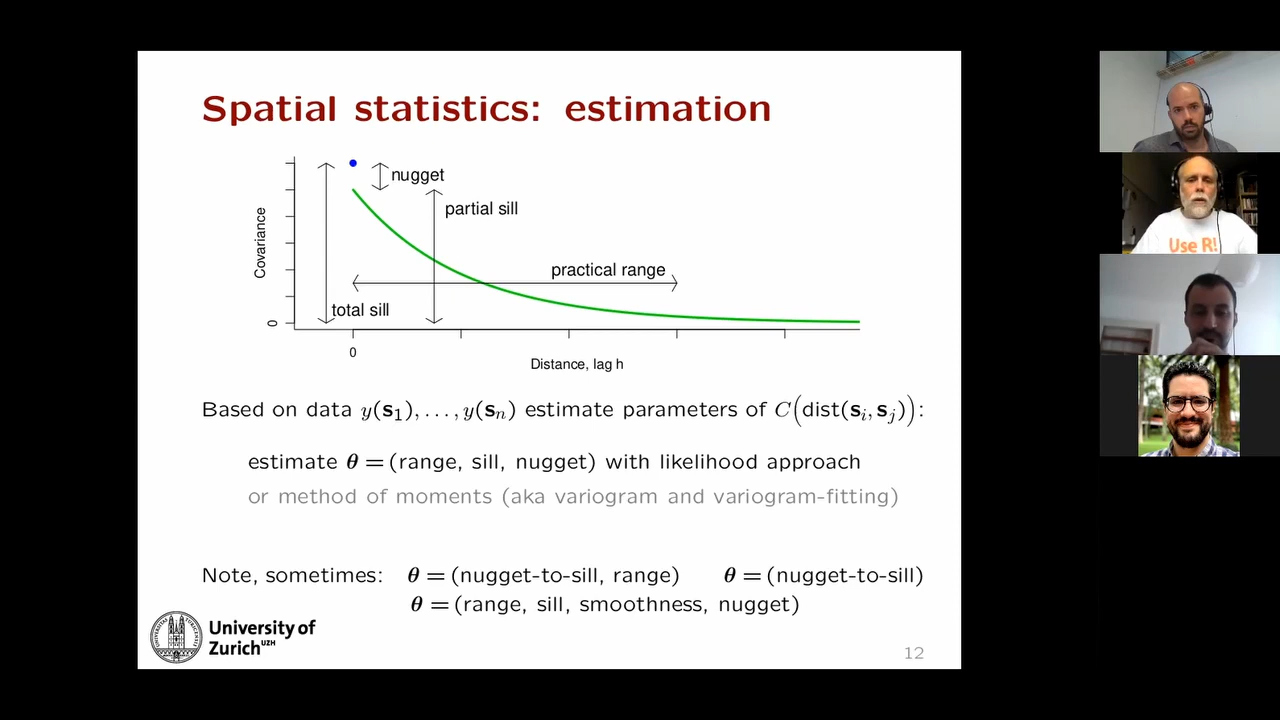 Spatial statistics: estimation
nugget
partial sill
Covariance
practical range
total sill
0
0
Distance, lag h
Based on data y(s₁),...,y(sₙ) estimate parameters of C(dist(sᵢ,sⱼ)):
estimate θ = (range, sill, nugget) with likelihood approach
or method of moments (aka variogram and variogram-fitting)
Note, sometimes: θ = (nugget-to-sill, range) θ = (nugget-to-sill)
θ = (range, sill, smoothness, nugget)
University of
Zurich UZH
12
Use R!